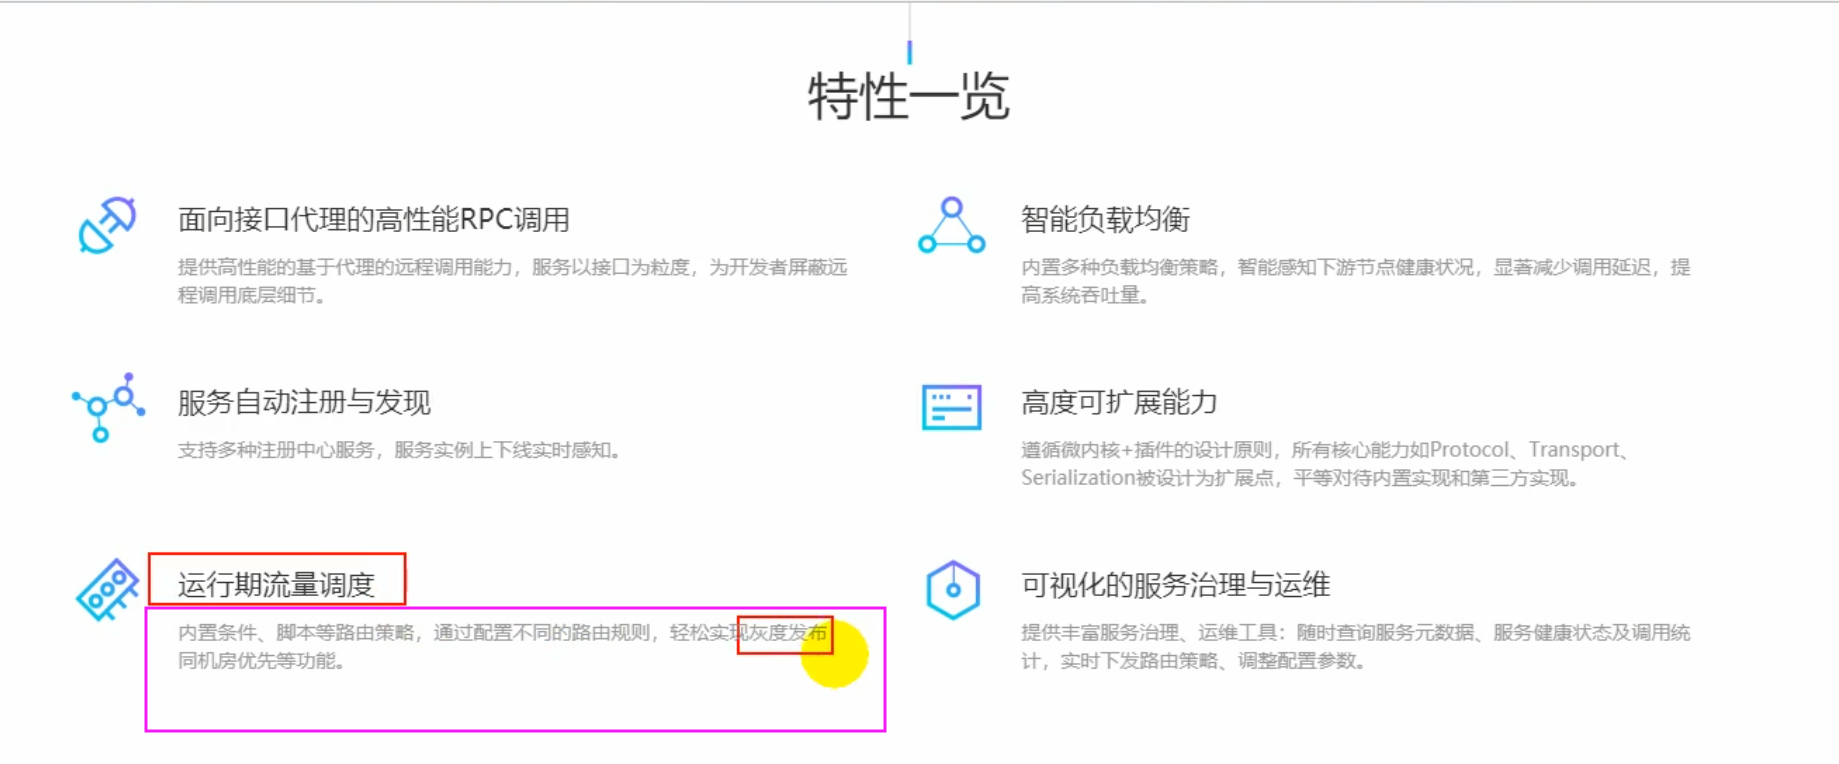 特性一览
面向接口代理的高性能RPC调用
提供高性能的基于代理的远程调用能力，服务以接口为粒度，为开发者屏蔽远
程调用底层细节。
智能负载均衡
内置多种负载均衡策略，智能感知下游节点健康状况，显著减少调用延迟，提
高系统吞吐量。
服务自动注册与发现
支持多种注册中心服务，服务实例上下线实时感知。
高度可扩展能力
遵循微内核+插件的设计原则，所有核心能力如Protocol、Transport、
Serialization被设计为扩展点，平等对待内置实现和第三方实现。
运行期流量调度
内置条件、脚本等路由策略，通过配置不同的路由规则，轻松实现灰度发布
同机房优先等功能。
可视化的服务治理与运维
提供丰富服务治理、运维工具：随时查询服务元数据、服务健康状态及调用统
计，实时下发路由策略、调整配置参数。